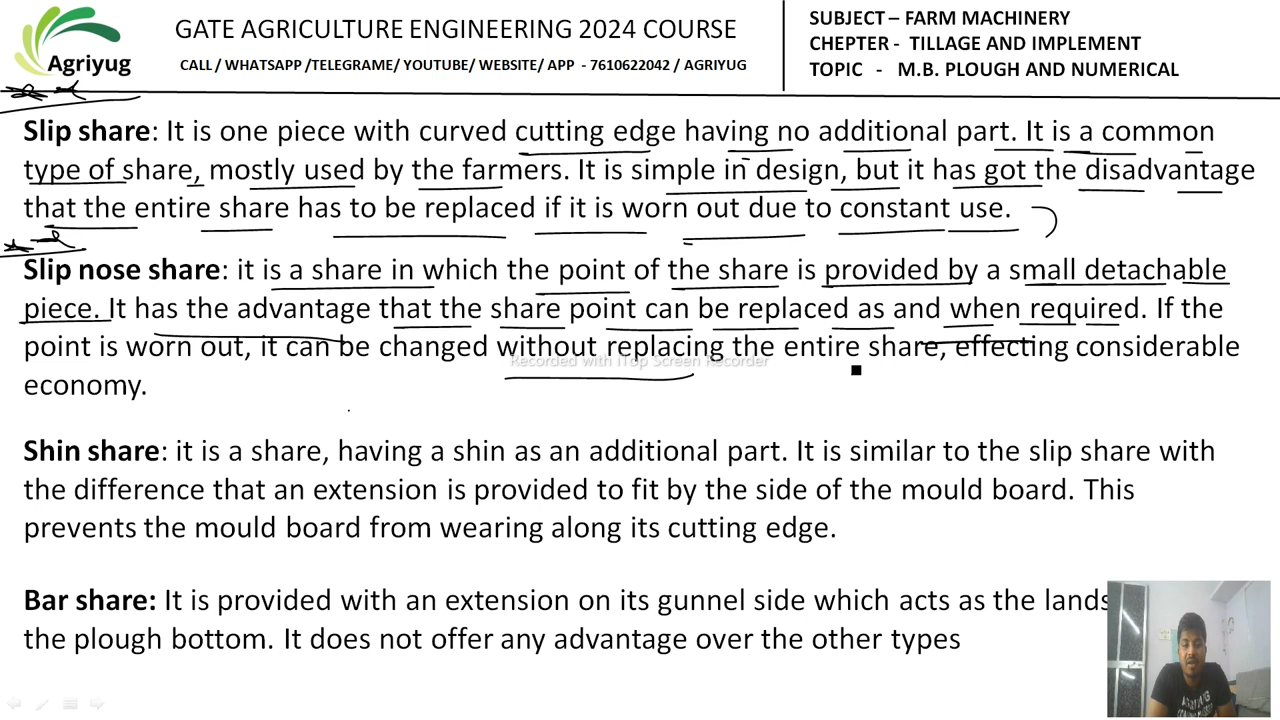 Agriyug
GATE AGRICULTURE ENGINEERING 2024 COURSE
CALL / WHATSAPP /TELEGRAME/ YOUTUBE/ WEBSITE/ APP - 7610622042 / AGRIYUG
SUBJECT – FARM MACHINERY
CHEPTER - TILLAGE AND IMPLEMENT
TOPIC - M.B. PLOUGH AND NUMERICAL
Slip share: It is one piece with curved cutting edge having no additional part. It is a common
type of share, mostly used by the farmers. It is simple in design, but it has got the disadvantage
that the entire share has to be replaced if it is worn out due to constant use.
Slip nose share: it is a share in which the point of the share is provided by a small detachable
piece. It has the advantage that the share point can be replaced as and when required. If the
point is worn out, it can be changed without replacing the entire share, effecting considerable
economy.
Recorded with iTop Screen Recorder
Shin share: it is a share, having a shin as an additional part. It is similar to the slip share with
the difference that an extension is provided to fit by the side of the mould board. This
prevents the mould board from wearing along its cutting edge.
Bar share: It is provided with an extension on its gunnel side which acts as the lands
the plough bottom. It does not offer any advantage over the other types